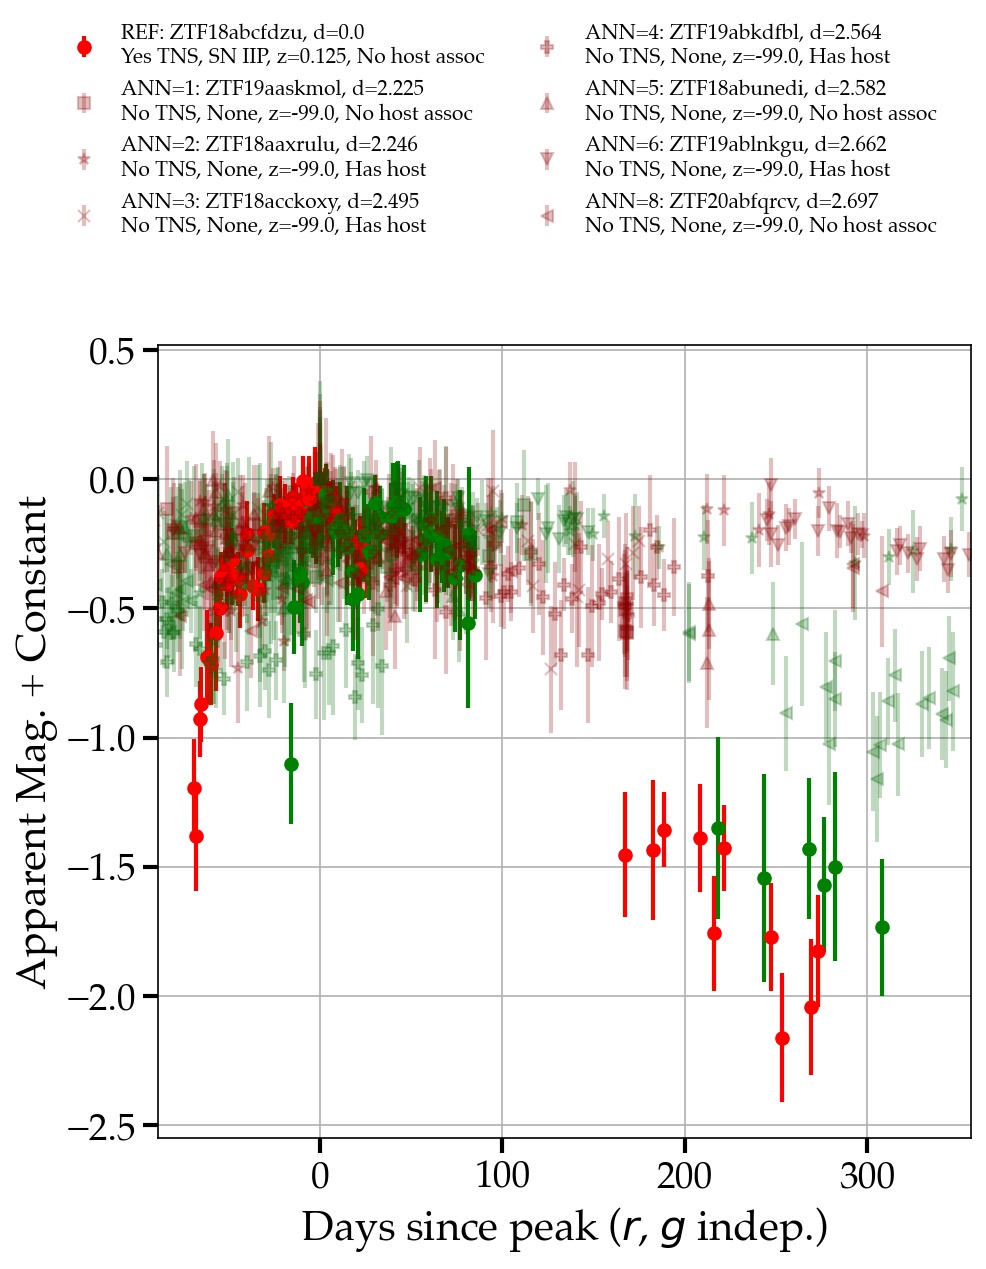 REF: ZTF18abcfdzu, d=0.0
Yes TNS, SN IIP, z=0.125, No host assoc
ANN=1: ZTF19aaskmol, d=2.225
No TNS, None, z=-99.0, No host assoc
ANN=2: ZTF18aaxrulu, d=2.246
No TNS, None, z=-99.0, Has host
ANN=3: ZTF18acckoxy, d=2.495
No TNS, None, z=-99.0, Has host
ANN=4: ZTF19abkdfbl, d=2.564
No TNS, None, z=-99.0, Has host
ANN=5: ZTF18abunedi, d=2.582
No TNS, None, z=-99.0, No host assoc
ANN=6: ZTF19ablnkgu, d=2.662
No TNS, None, z=-99.0, Has host
ANN=8: ZTF20abfqrcv, d=2.697
No TNS, None, z=-99.0, No host assoc
Apparent Mag. + Constant
0.5
0.0
−0.5
−1.0
−1.5
−2.0
−2.5
0 100 200 300
Days since peak (r, g indep.)